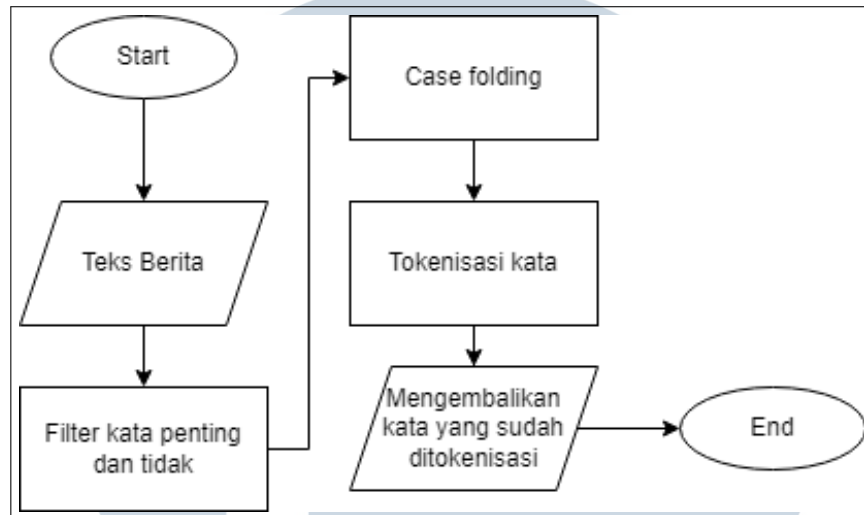 Start
Teks Berita
Filter kata penting
dan tidak
Case folding
Tokenisasi kata
Mengembalikan
kata yang sudah
ditokenisasi
End